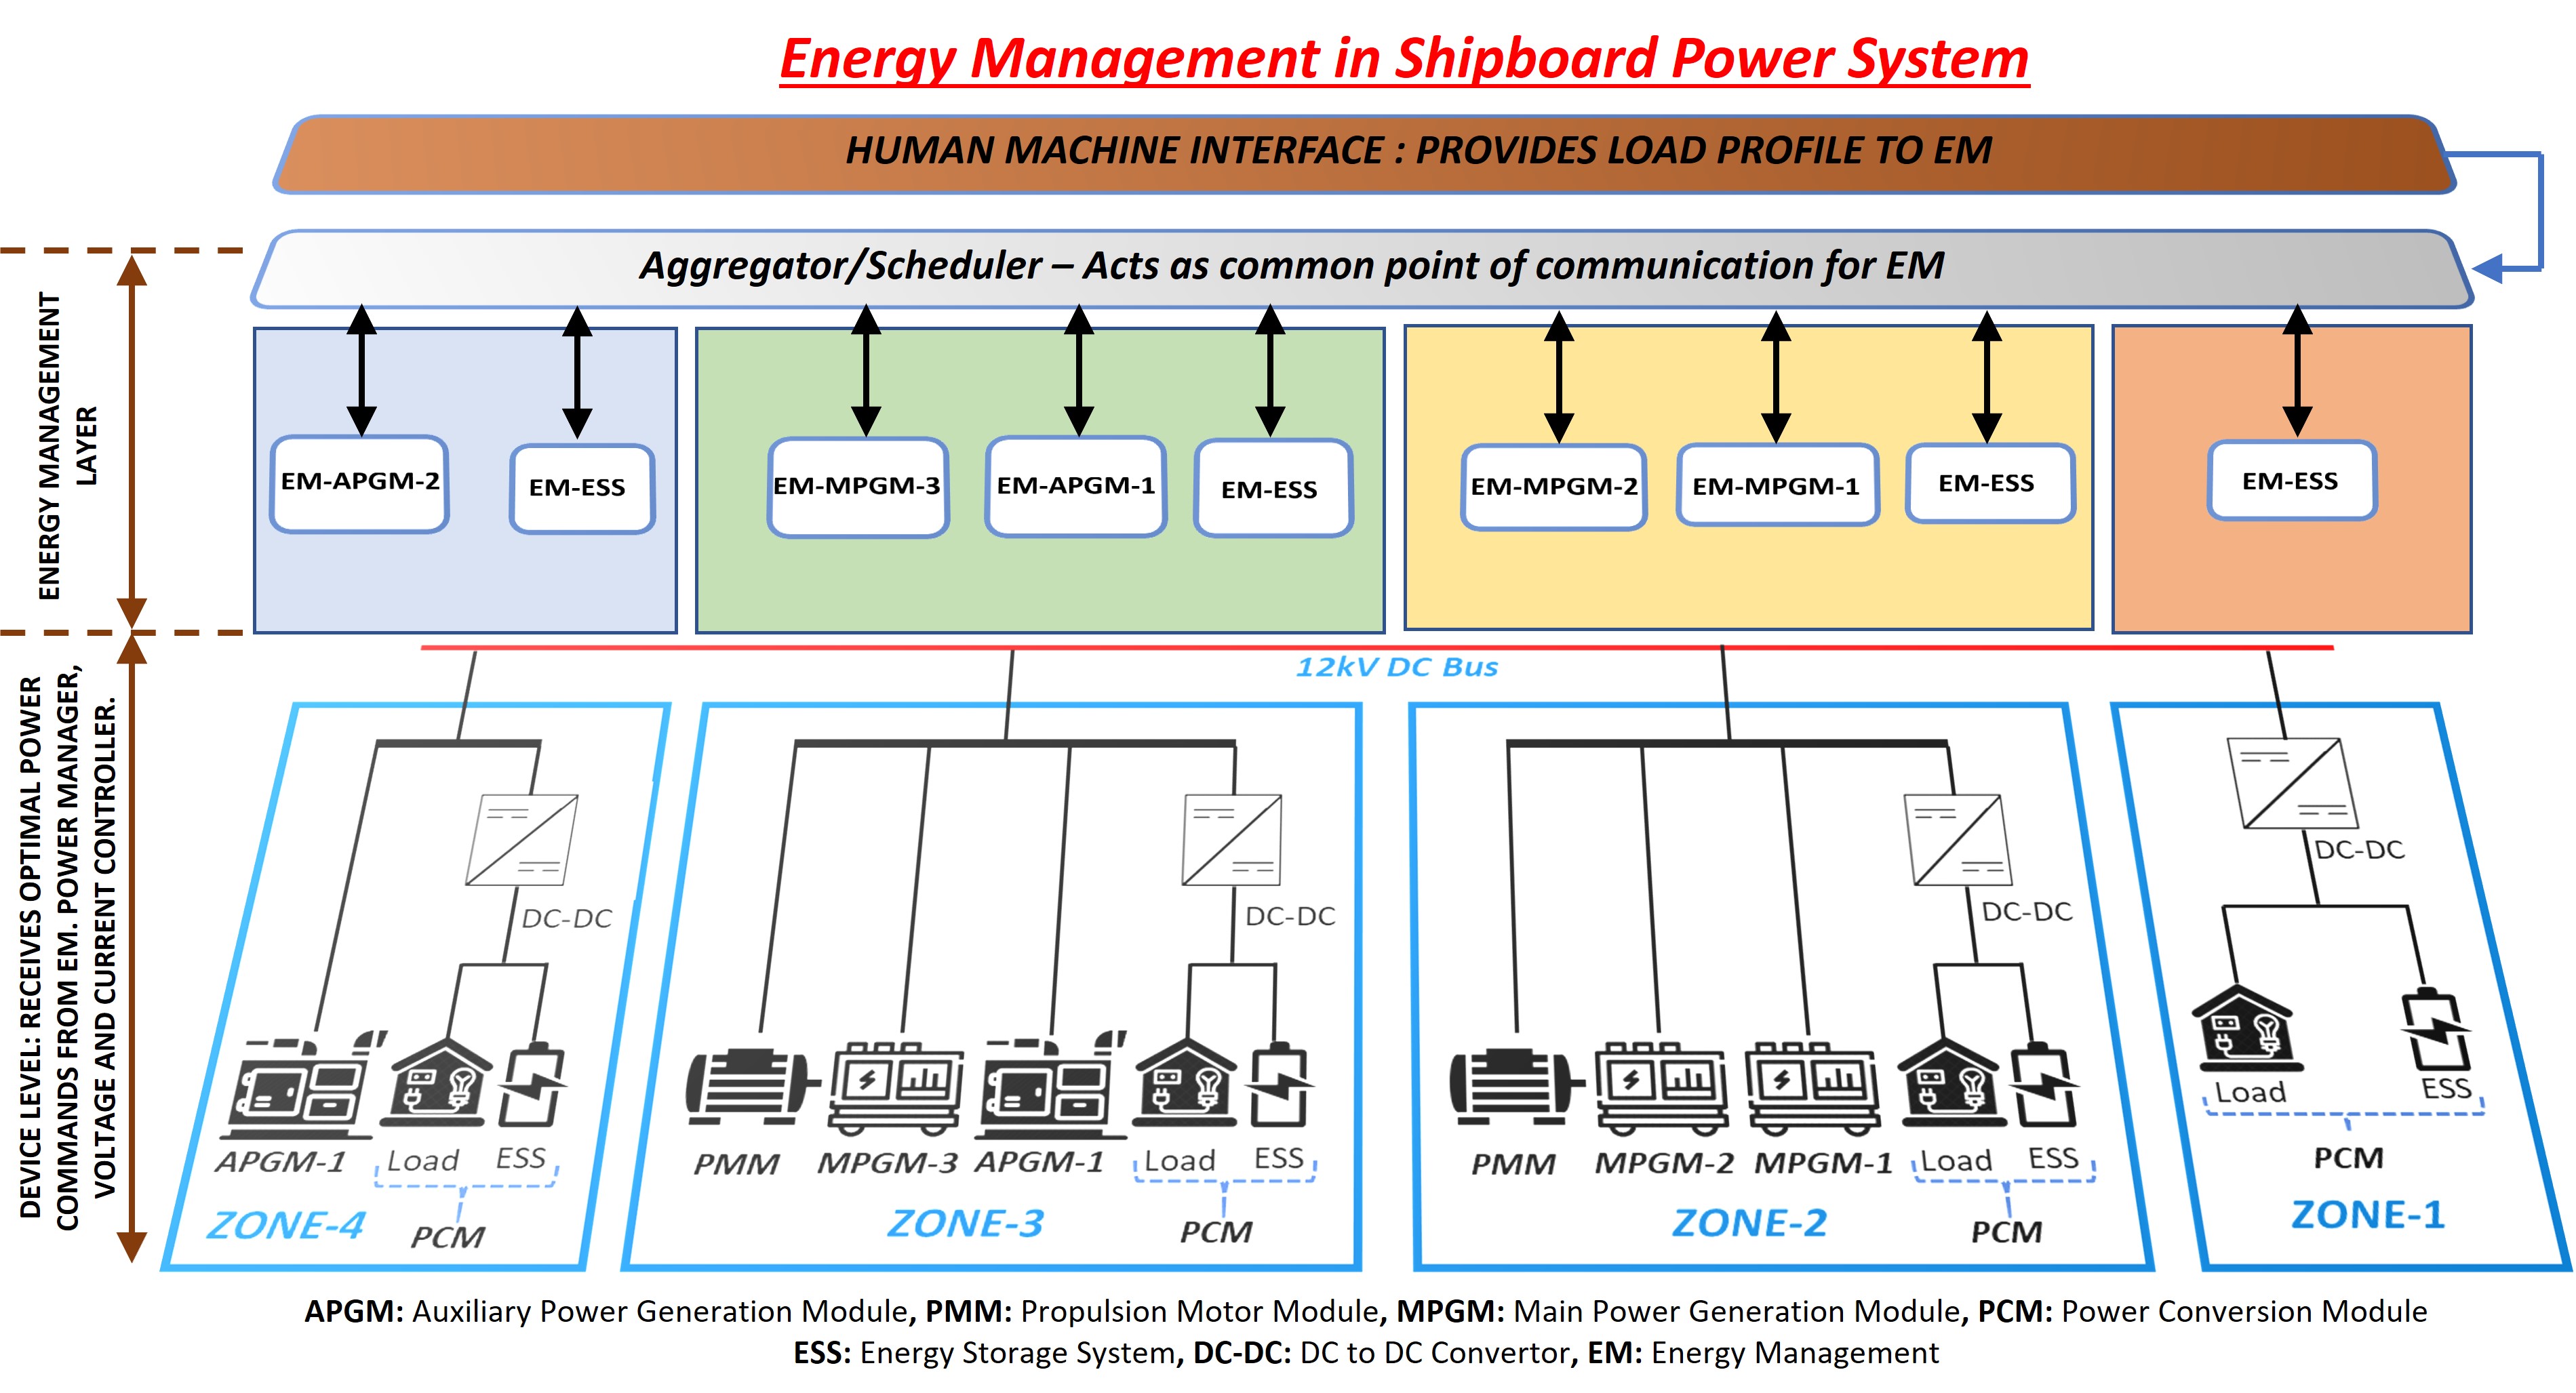 Energy Management in Shipboard Power System
HUMAN MACHINE INTERFACE : PROVIDES LOAD PROFILE TO EM
Aggregator/Scheduler – Acts as common point of communication for EM
ENERGY MANAGEMENT
LAYER
EM-APGM-2
EM-ESS
EM-MPGM-3
EM-APGM-1
EM-ESS
EM-MPGM-2
EM-MPGM-1
EM-ESS
EM-ESS
12kV DC Bus
DEVICE LEVEL: RECEIVES OPTIMAL POWER
COMMANDS FROM EM. POWER MANAGER,
VOLTAGE AND CURRENT CONTROLLER.
DC-DC
APGM-1
Load
ESS
PCM
ZONE-4
DC-DC
PMM
MPGM-3
APGM-1
Load
ESS
PCM
ZONE-3
DC-DC
PMM
MPGM-2
MPGM-1
Load
ESS
PCM
ZONE-2
DC-DC
Load
ESS
PCM
ZONE-1
APGM: Auxiliary Power Generation Module, PMM: Propulsion Motor Module, MPGM: Main Power Generation Module, PCM: Power Conversion Module
ESS: Energy Storage System, DC-DC: DC to DC Convertor, EM: Energy Management